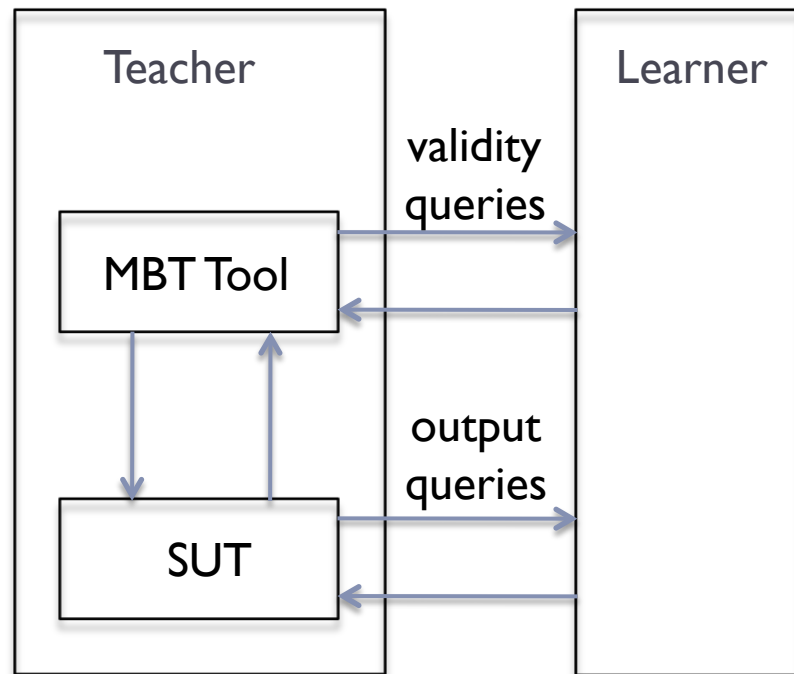 Teacher
Learner
validity
queries
MBT Tool
output
queries
SUT